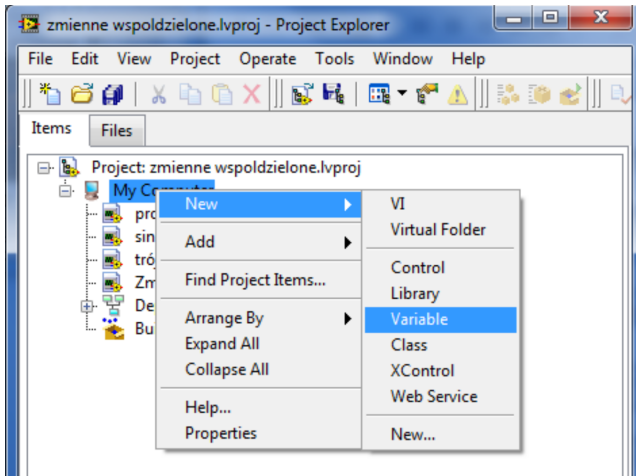 zmienne wspoldzielone.lvproj - Project Explorer
File Edit View Project Operate Tools Window Help
Items Files
Project: zmienne wspoldzielone.lvproj
My Computer
New
Add
Find Project Items...
Arrange By
Expand All
Collapse All
Help...
Properties
VI
Virtual Folder
Control
Library
Variable
Class
XControl
Web Service
New...